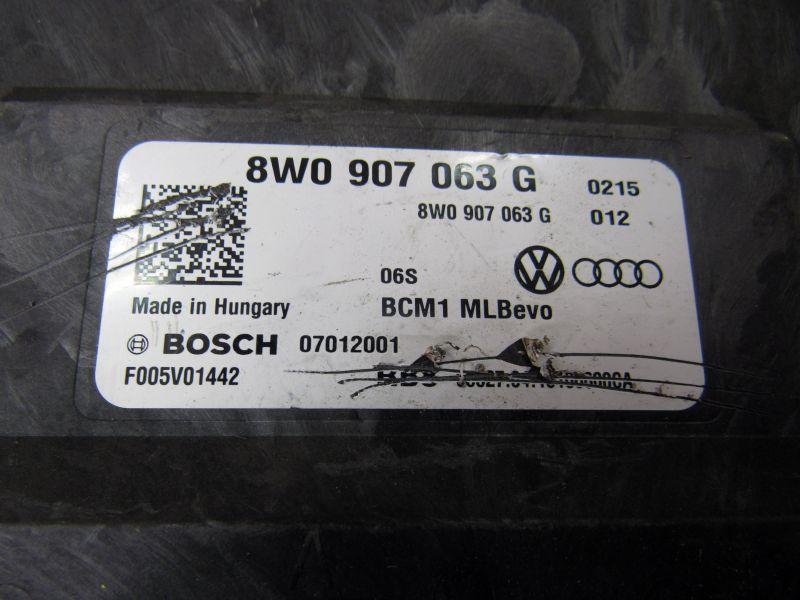 8W0 907 063 G 0215
8W0 907 063 G 012
06S
Made in Hungary BCM1 MLBevo
BOSCH 07012001
F005V01442